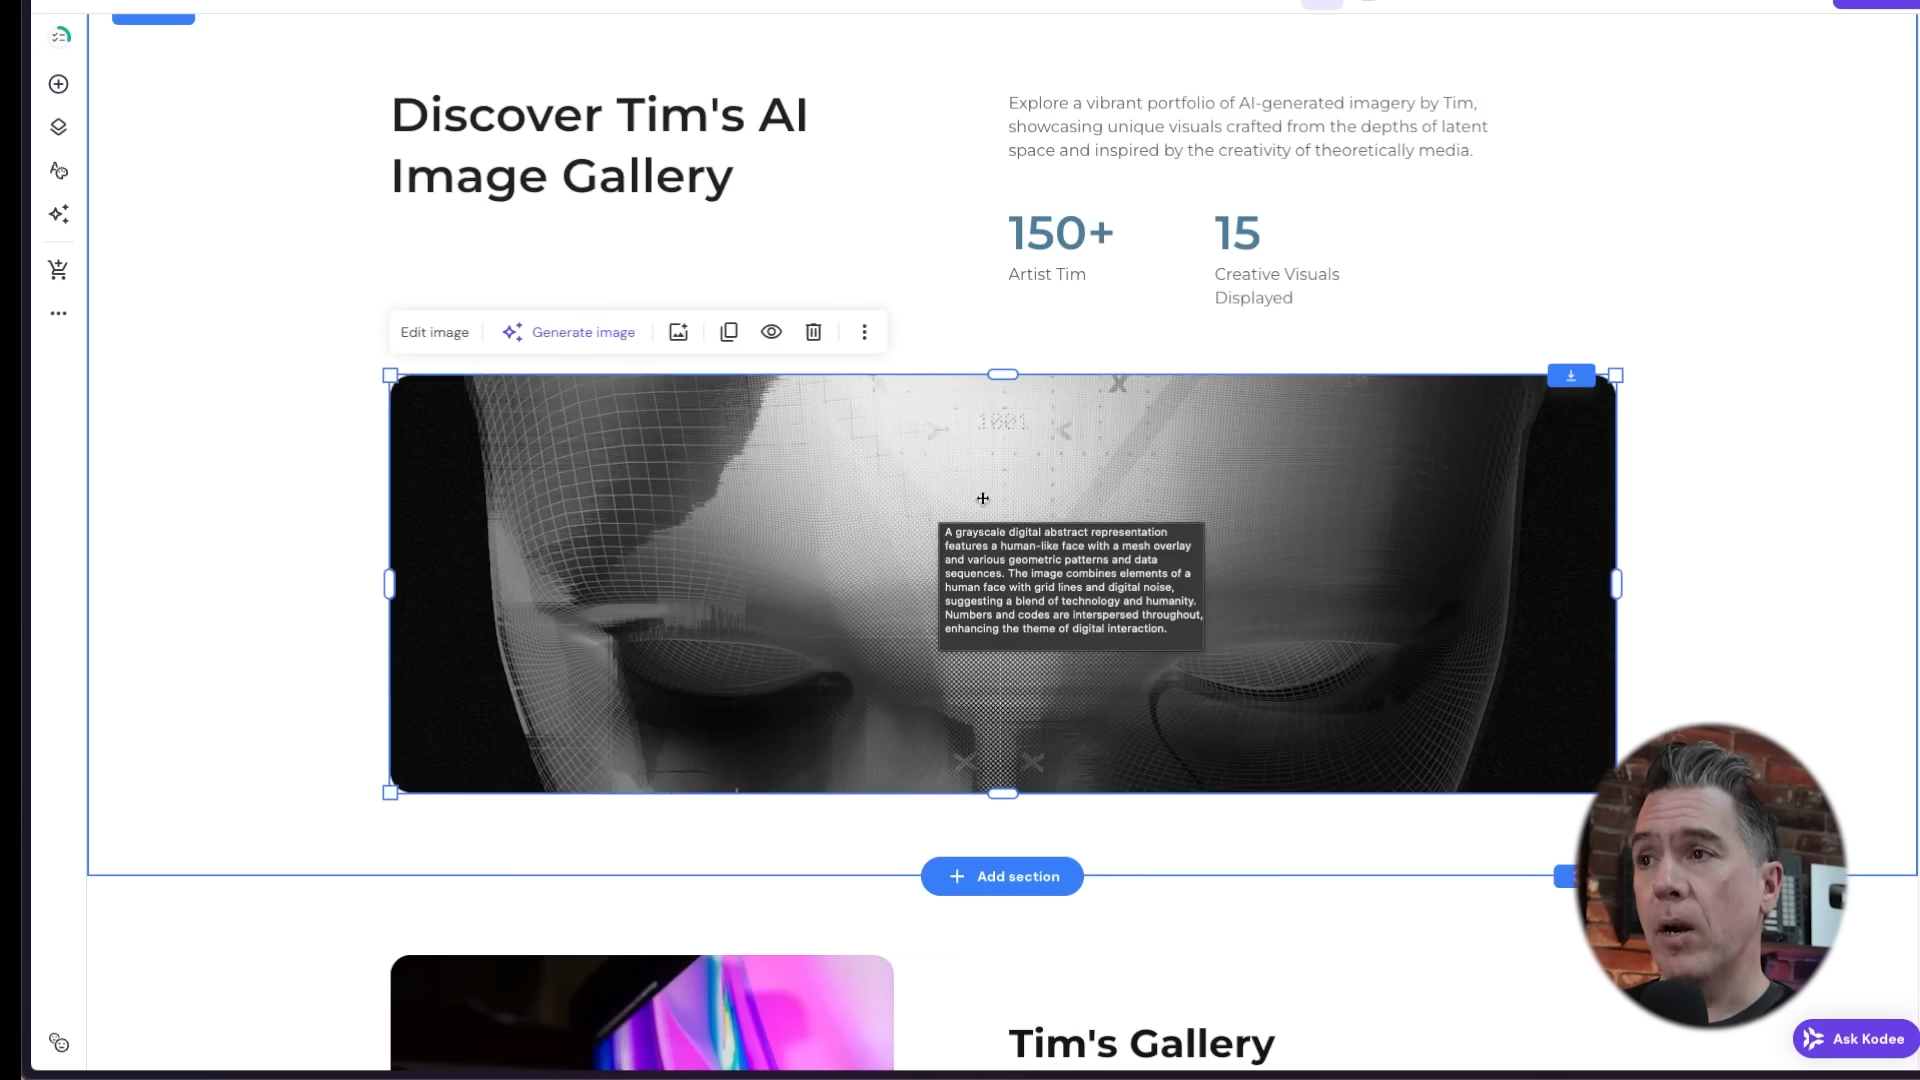 Discover Tim's AI
Image Gallery
Explore a vibrant portfolio of AI-generated imagery by Tim,
showcasing unique visuals crafted from the depths of latent
space and inspired by the creativity of theoretically media.
150+
15
Artist Tim
Creative Visuals
Displayed
Edit image
Generate image
X
1001
A grayscale digital abstract representation
features a human-like face with a mesh overlay
and various geometric patterns and data
sequences. The image combines elements of a
human face with grid lines and digital noise,
suggesting a blend of technology and humanity.
Numbers and codes are interspersed throughout,
enhancing the theme of digital interaction.
Add section
Tim's Gallery
Ask Kodee